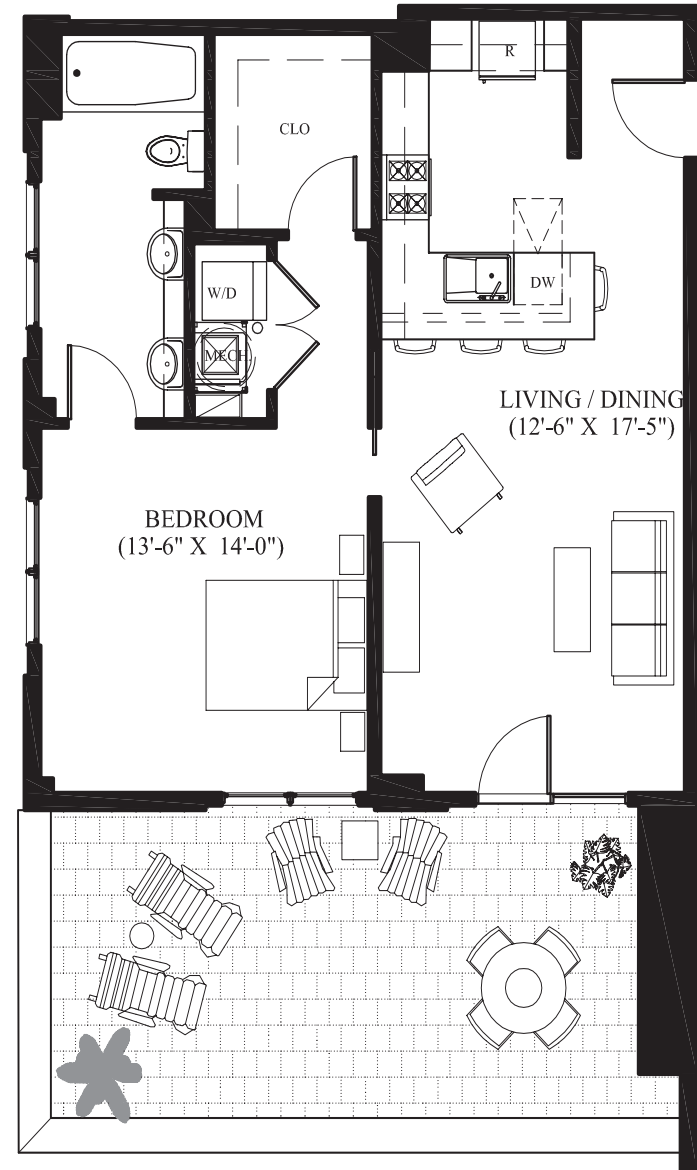 R
CLO
W/D
DW
MECH.
LIVING / DINING
(12'-6" X 17'-5")
BEDROOM
(13'-6" X 14'-0")